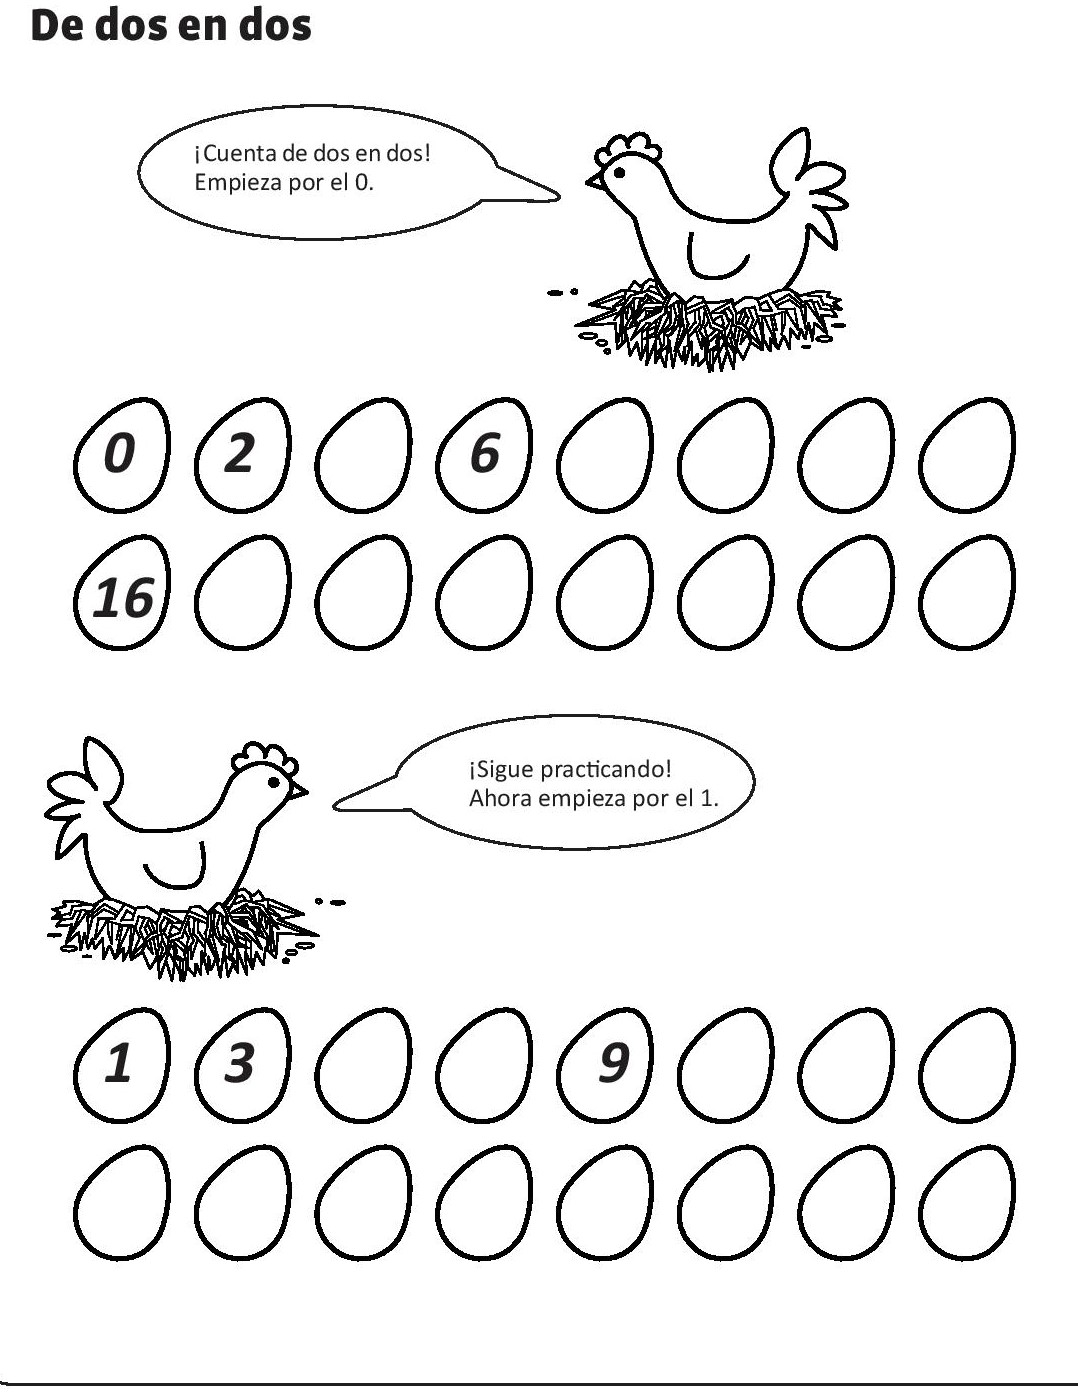 De dos en dos
¡Cuenta de dos en dos!
Empieza por el 0.
0 2 6
16
¡Sigue practicando!
Ahora empieza por el 1.
1 3 9